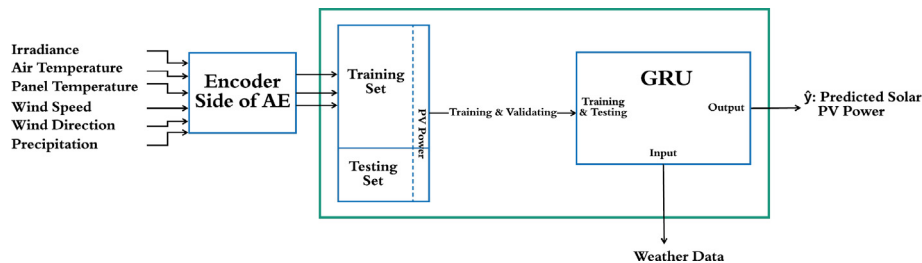 Irradiance
Air Temperature
Panel Temperature
Wind Speed
Wind Direction
Precipitation
Encoder
Side of AE
Training
Set
Testing
Set
PV Power
Training & Validating
GRU
Training
& Testing
Output
Input
ŷ: Predicted Solar
PV Power
Weather Data